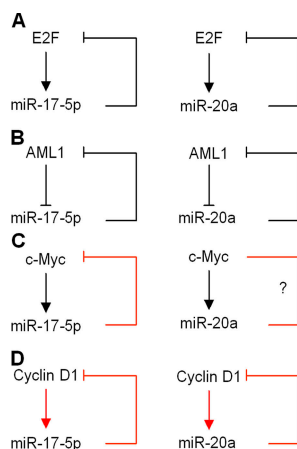 A
E2F E2F
miR-17-5p miR-20a
B
AML1 AML1
miR-17-5p miR-20a
C
c-Myc c-Myc
?
miR-17-5p miR-20a
D
Cyclin D1 Cyclin D1
miR-17-5p miR-20a